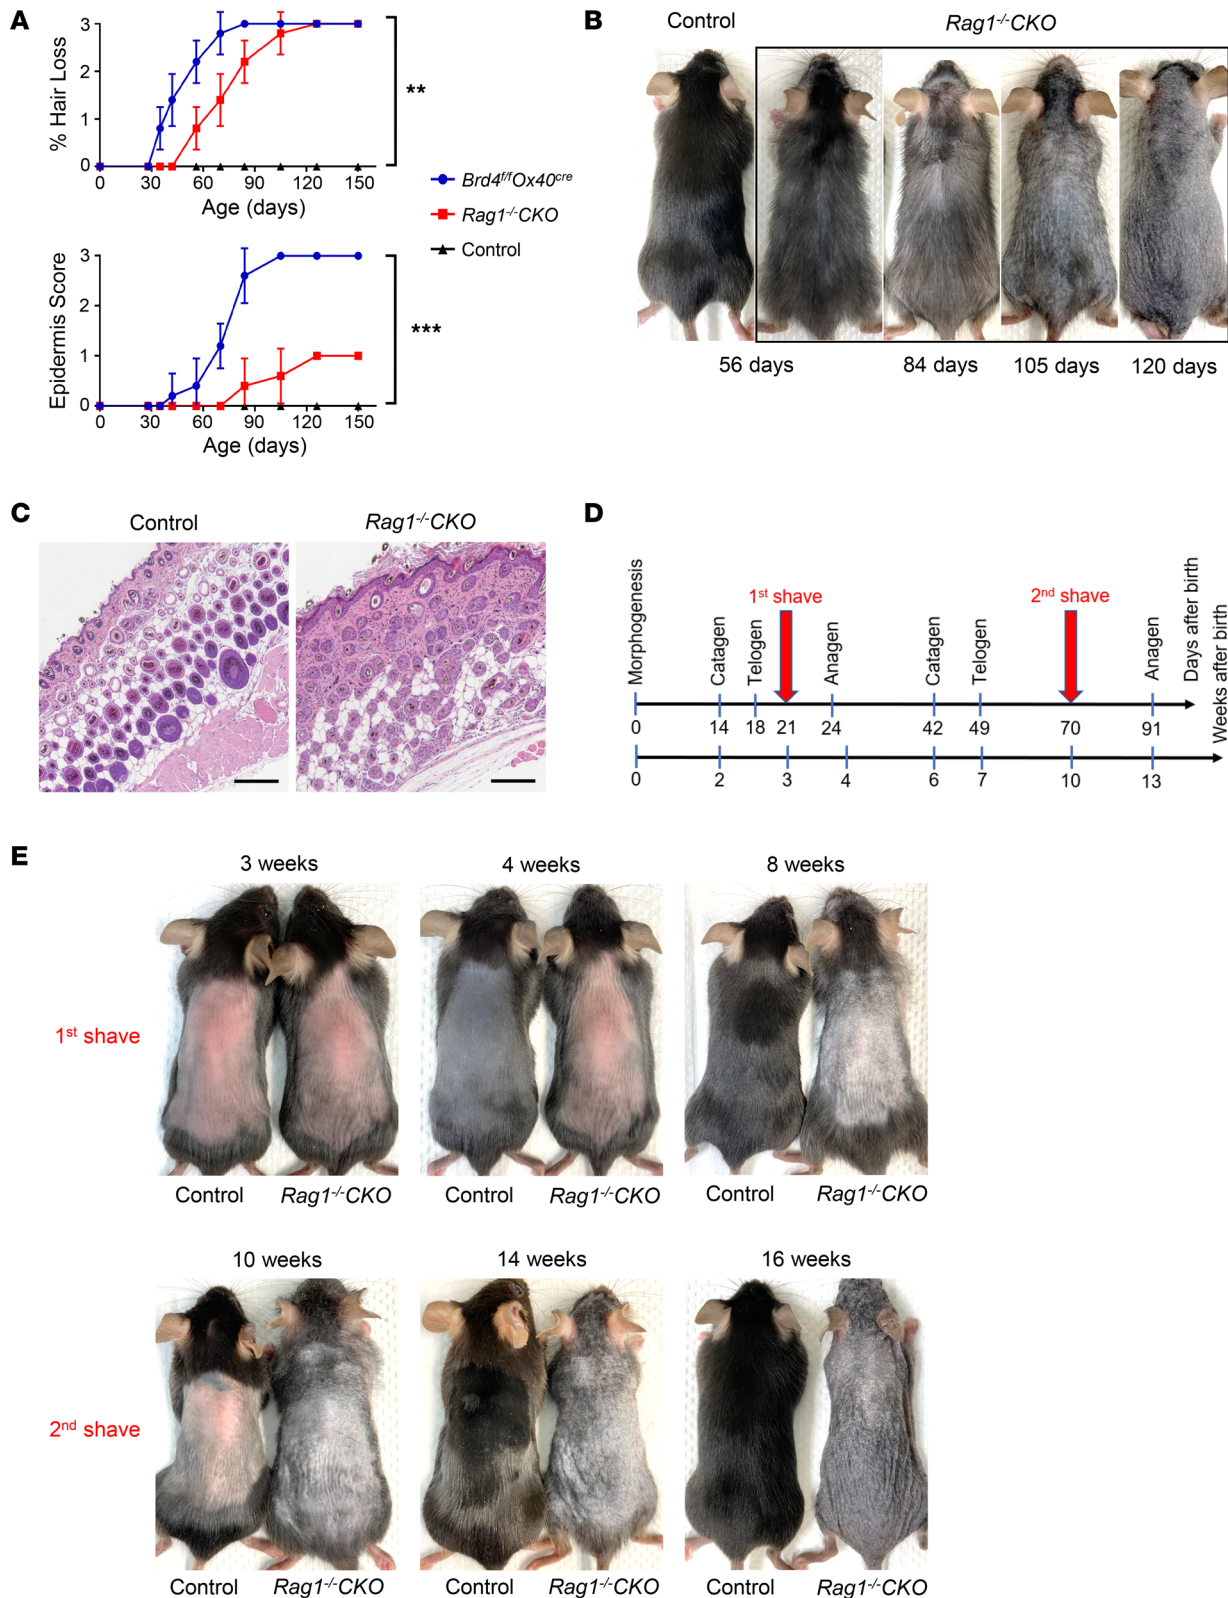 A
% Hair Loss
3
2
1
0
0 30 60 90 120 150
Age (days)
**
Brd4f/fOx40cre
Rag1-/-CKO
Control
Epidermis Score
3
2
1
0
0 30 60 90 120 150
Age (days)
***
B
Control Rag1-/-CKO
56 days 84 days 105 days 120 days
C
Control Rag1-/-CKO
D
Morphogenesis
Catagen
Telogen
1st shave
Anagen
Catagen
Telogen
2nd shave
Anagen
Days after birth
Weeks after birth
0 14 18 21 24 42 49 70 91
0 2 3 4 6 7 10 13
E
3 weeks 4 weeks 8 weeks
1st shave
Control Rag1-/-CKO Control Rag1-/-CKO Control Rag1-/-CKO
10 weeks 14 weeks 16 weeks
2nd shave
Control Rag1-/-CKO Control Rag1-/-CKO Control Rag1-/-CKO